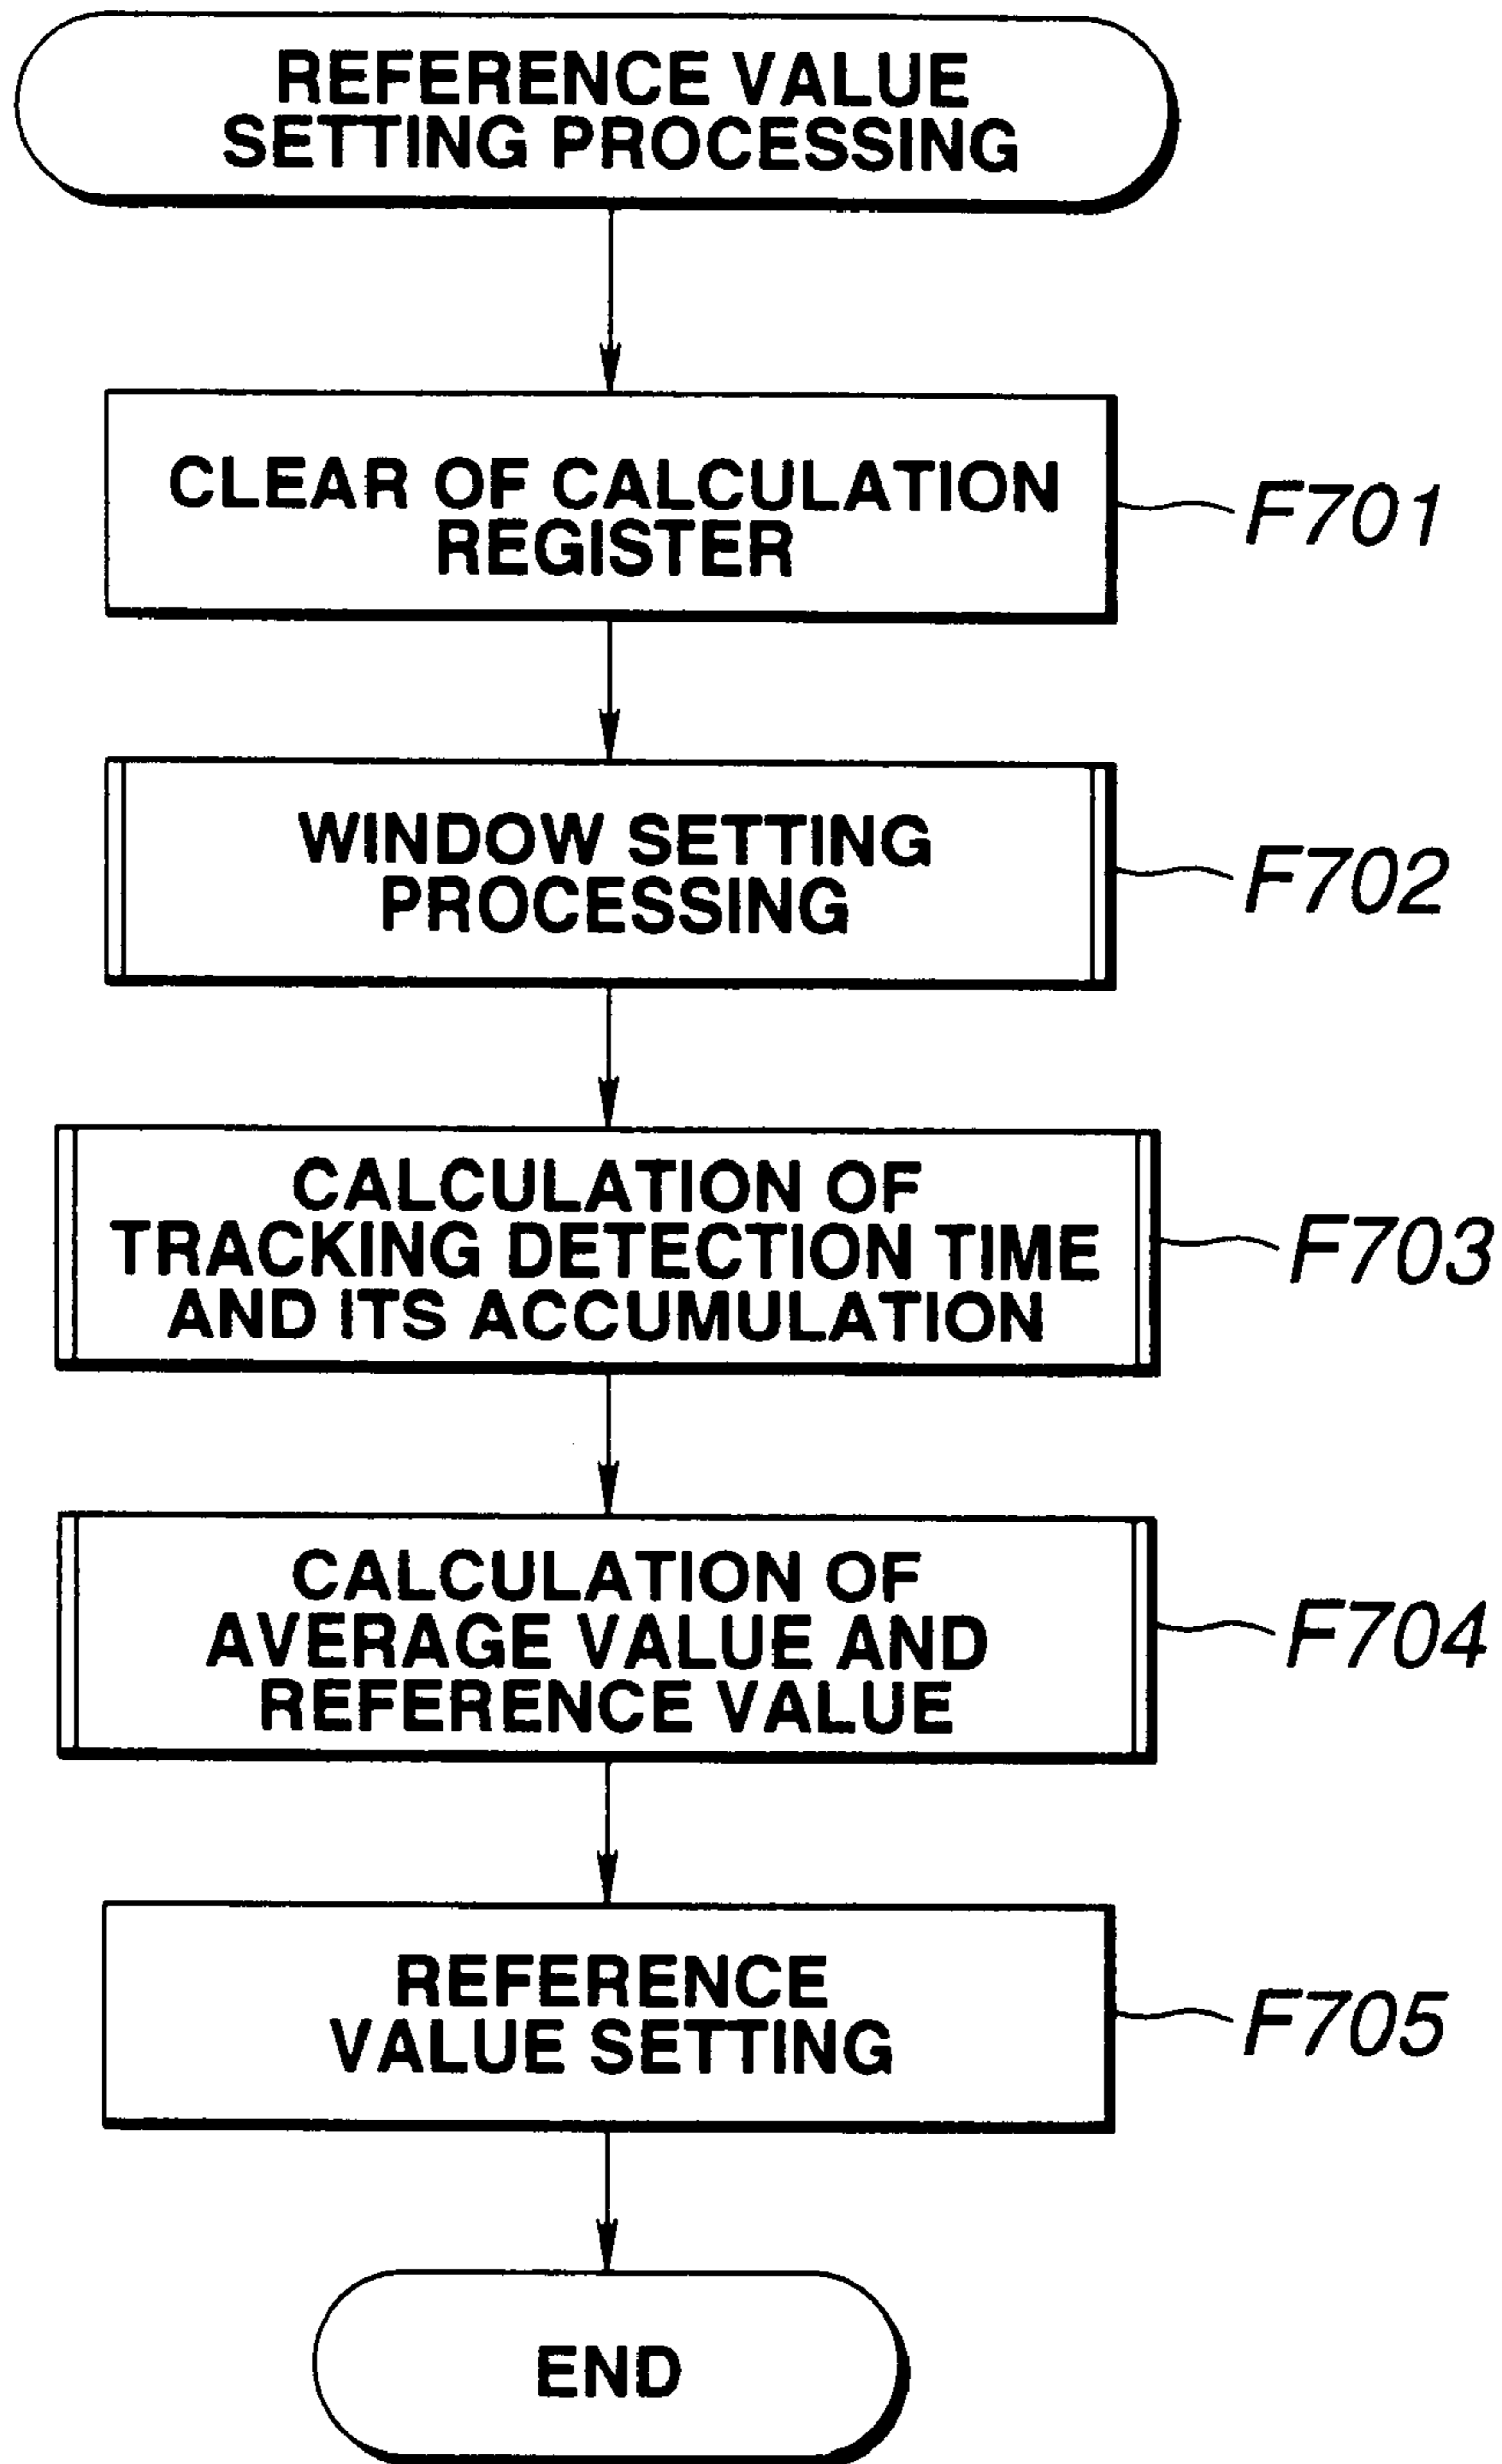 REFERENCE VALUE
SETTING PROCESSING
CLEAR OF CALCULATION
REGISTER
F701
WINDOW SETTING
PROCESSING
F702
CALCULATION OF
TRACKING DETECTION TIME
AND ITS ACCUMULATION
F703
CALCULATION OF
AVERAGE VALUE AND
REFERENCE VALUE
F704
REFERENCE
VALUE SETTING
F705
END